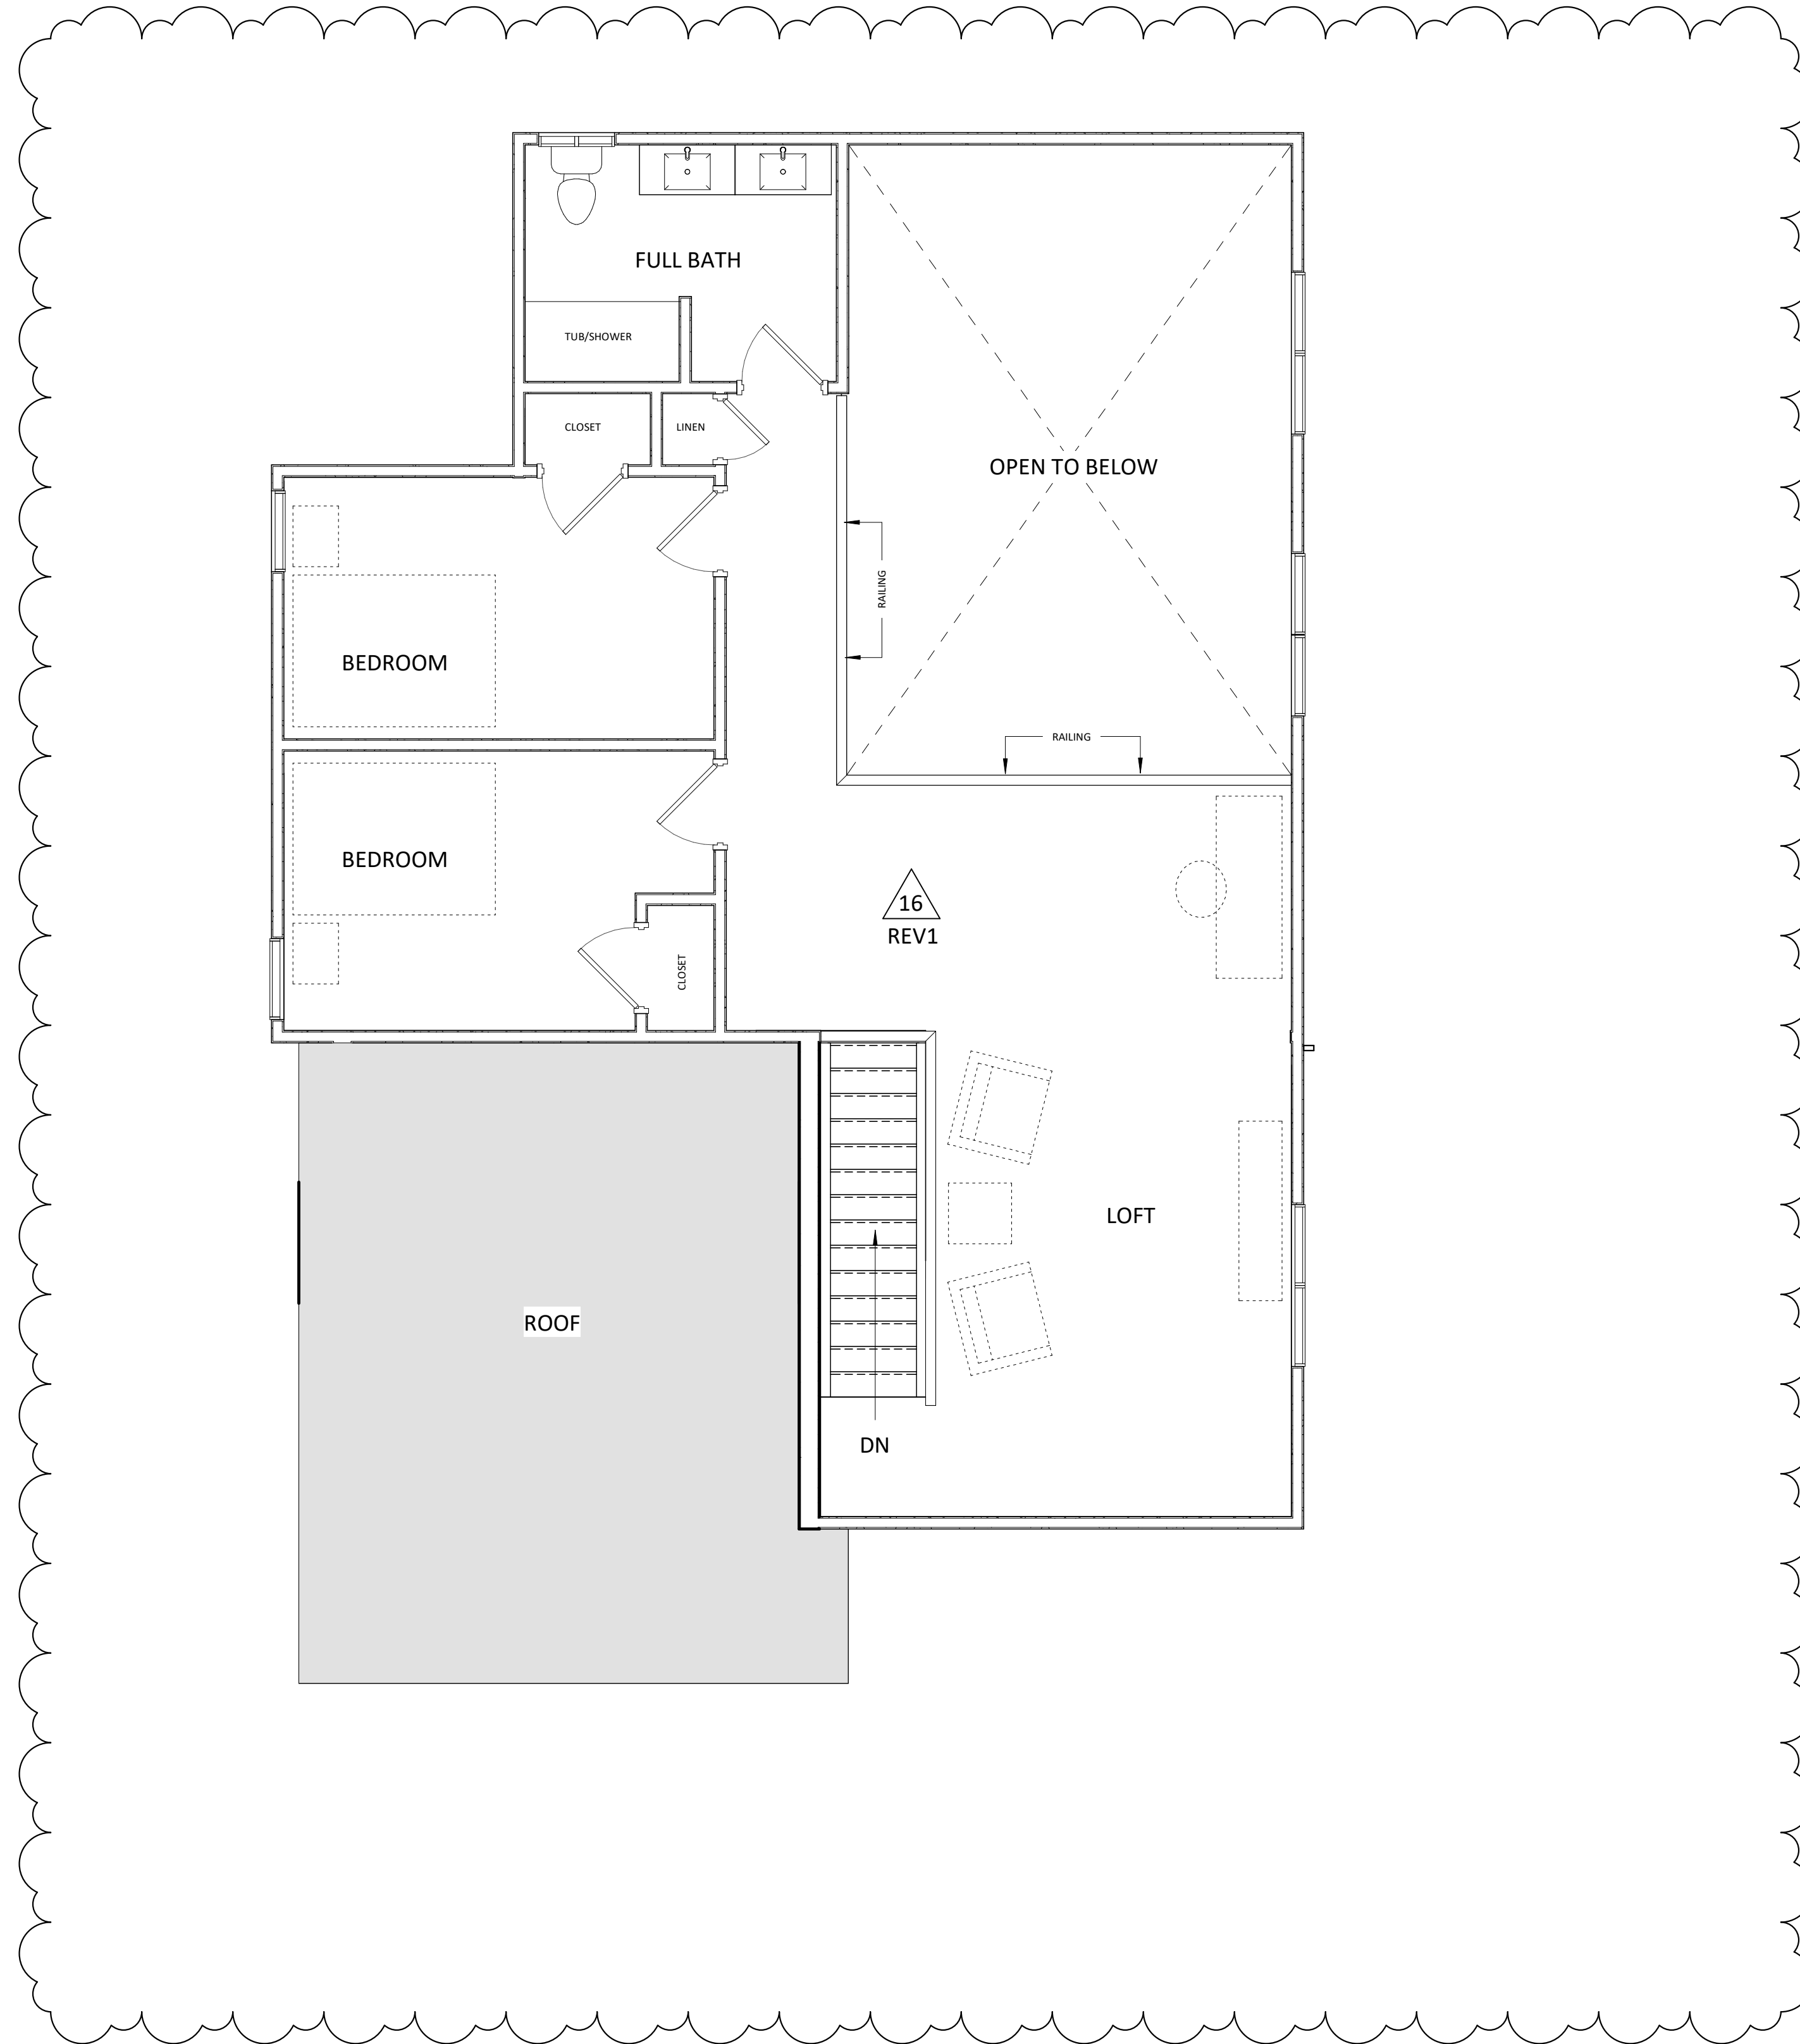 FULL BATH
TUB/SHOWER
CLOSET
LINEN
OPEN TO BELOW
RAILING
BEDROOM
RAILING
BEDROOM
16
REV1
CLOSET
LOFT
ROOF
DN